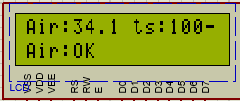 Air:34.1 ts:100-
Air:OK
LCD
VSS
VDD
VEE
RS
RW
E
D0
D1
D2
D3
D4
D5
D6
D7